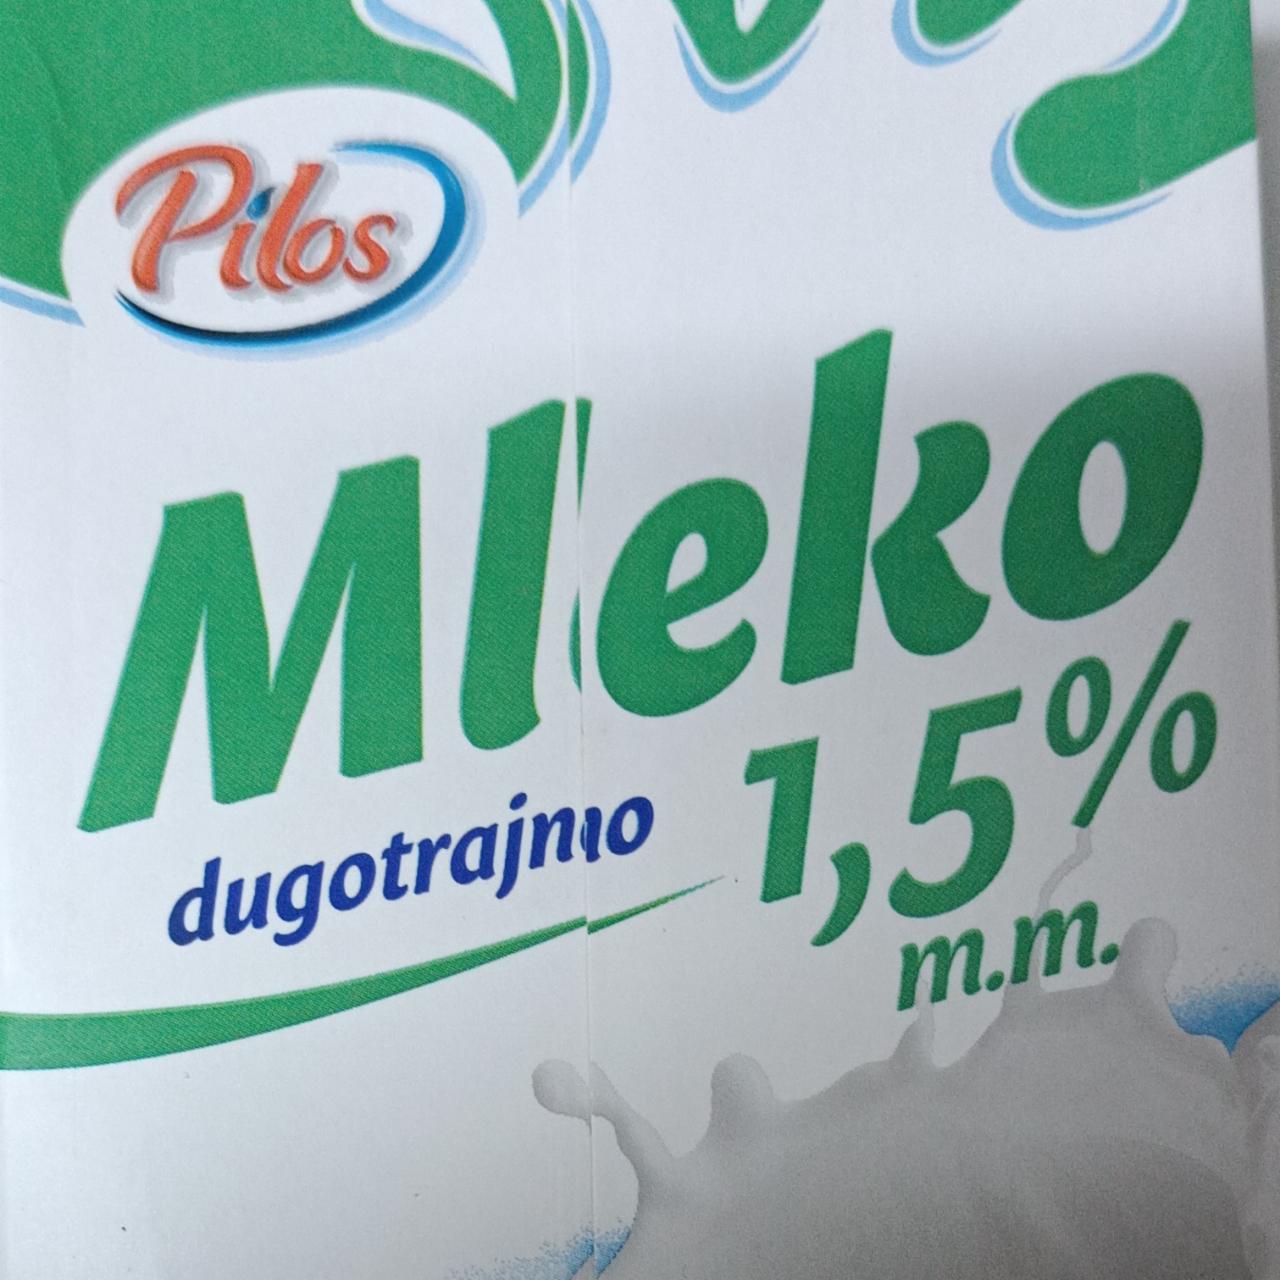 Pilos
Mleko
dugotrajno
1,5%
m.m.